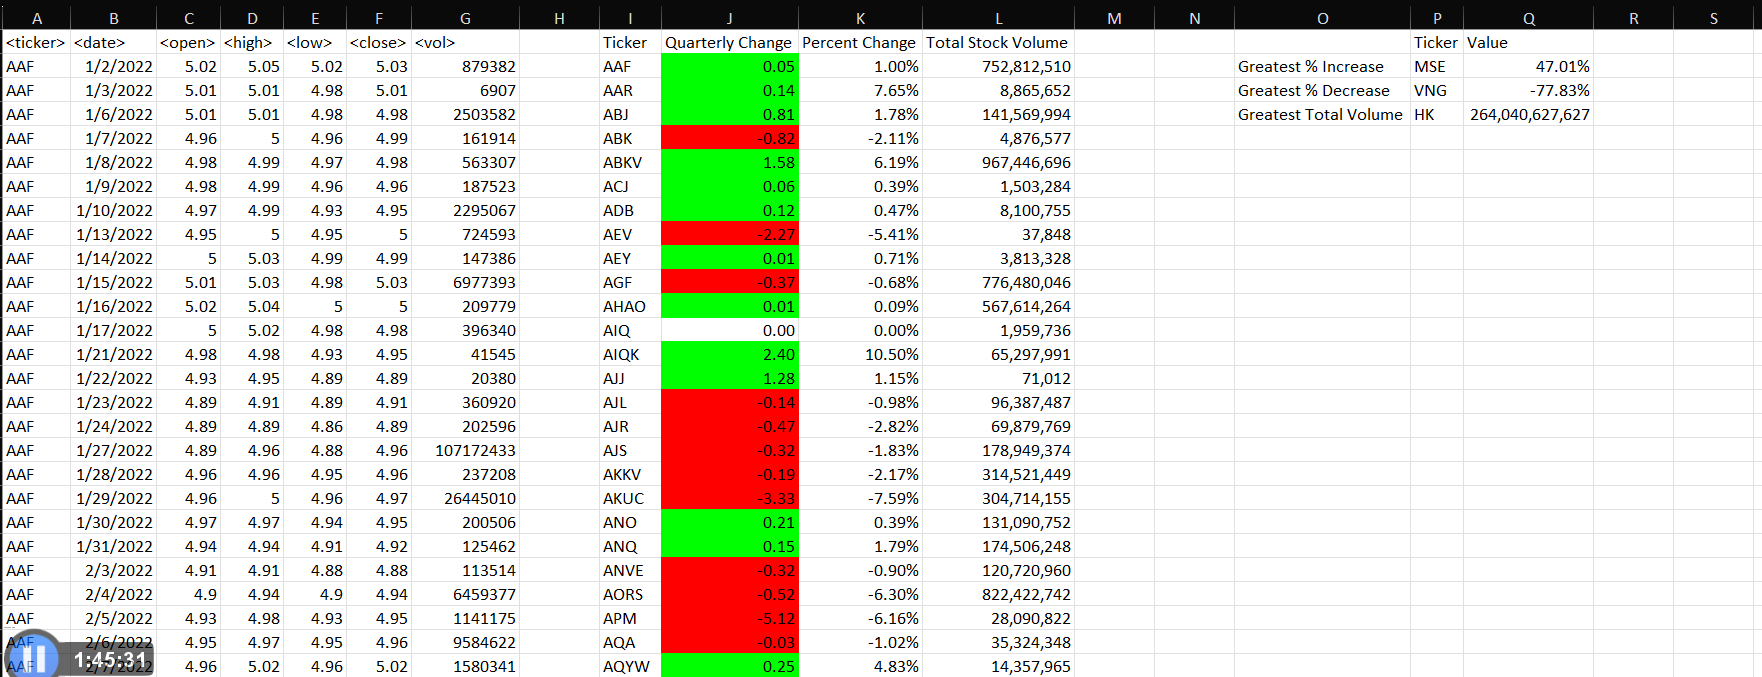 A B C D E F G H I J K L M N O P Q R S
<ticker> <date> <open> <high> <low> <close> <vol> Ticker Quarterly Change Percent Change Total Stock Volume Ticker Value
AAF 1/2/2022 5.02 5.05 5.02 5.03 879382 AAF 0.05 1.00% 752,812,510 Greatest % Increase MSE 47.01%
AAF 1/3/2022 5.01 5.01 4.98 5.01 6907 AAR 0.14 7.65% 8,865,652 Greatest % Decrease VNG -77.83%
AAF 1/6/2022 5.01 5.01 4.98 4.98 2503582 ABJ 0.81 1.78% 141,569,994 Greatest Total Volume HK 264,040,627,627
AAF 1/7/2022 4.96 5 4.96 4.99 161914 ABK -0.82 -2.11% 4,876,577
AAF 1/8/2022 4.98 4.99 4.97 4.98 563307 ABKV 1.58 6.19% 967,446,696
AAF 1/9/2022 4.98 4.99 4.96 4.96 187523 ACJ 0.06 0.39% 1,503,284
AAF 1/10/2022 4.97 4.99 4.93 4.95 2295067 ADB 0.12 0.47% 8,100,755
AAF 1/13/2022 4.95 5 4.95 5 724593 AEV -2.27 -5.41% 37,848
AAF 1/14/2022 5 5.03 4.99 4.99 147386 AEY 0.01 0.71% 3,813,328
AAF 1/15/2022 5.01 5.03 4.98 5.03 6977393 AGF -0.37 -0.68% 776,480,046
AAF 1/16/2022 5.02 5.04 5 5 209779 AHAO 0.01 0.09% 567,614,264
AAF 1/17/2022 5 5.02 4.98 4.98 396340 AIQ 0.00 0.00% 1,959,736
AAF 1/21/2022 4.98 4.98 4.93 4.95 41545 AIQK 2.40 10.50% 65,297,991
AAF 1/22/2022 4.93 4.95 4.89 4.89 20380 AJJ 1.28 1.15% 71,012
AAF 1/23/2022 4.89 4.91 4.89 4.91 360920 AJL -0.14 -0.98% 96,387,487
AAF 1/24/2022 4.89 4.89 4.86 4.89 202596 AJR -0.47 -2.82% 69,879,769
AAF 1/27/2022 4.89 4.96 4.88 4.96 107172433 AJS -0.32 -1.83% 178,949,374
AAF 1/28/2022 4.96 4.96 4.95 4.96 237208 AKKV -0.19 -2.17% 314,521,449
AAF 1/29/2022 4.96 5 4.96 4.97 26445010 AKUC -3.33 -7.59% 304,714,155
AAF 1/30/2022 4.97 4.97 4.94 4.95 200506 ANO 0.21 0.39% 131,090,752
AAF 1/31/2022 4.94 4.94 4.91 4.92 125462 ANQ 0.15 1.79% 174,506,248
AAF 2/3/2022 4.91 4.91 4.88 4.88 113514 ANVE -0.32 -0.90% 120,720,960
AAF 2/4/2022 4.9 4.94 4.9 4.94 6459377 AORS -0.52 -6.30% 822,422,742
AAF 2/5/2022 4.93 4.98 4.93 4.95 1141175 APM -5.12 -6.16% 28,090,822
AAF 2/6/2022 4.95 4.97 4.95 4.96 9584622 AQA -0.03 -1.02% 35,324,348
AAF 2/7/2022 4.96 5.02 4.96 5.02 1580341 AQYW 0.25 4.83% 14,357,965
1:45:31